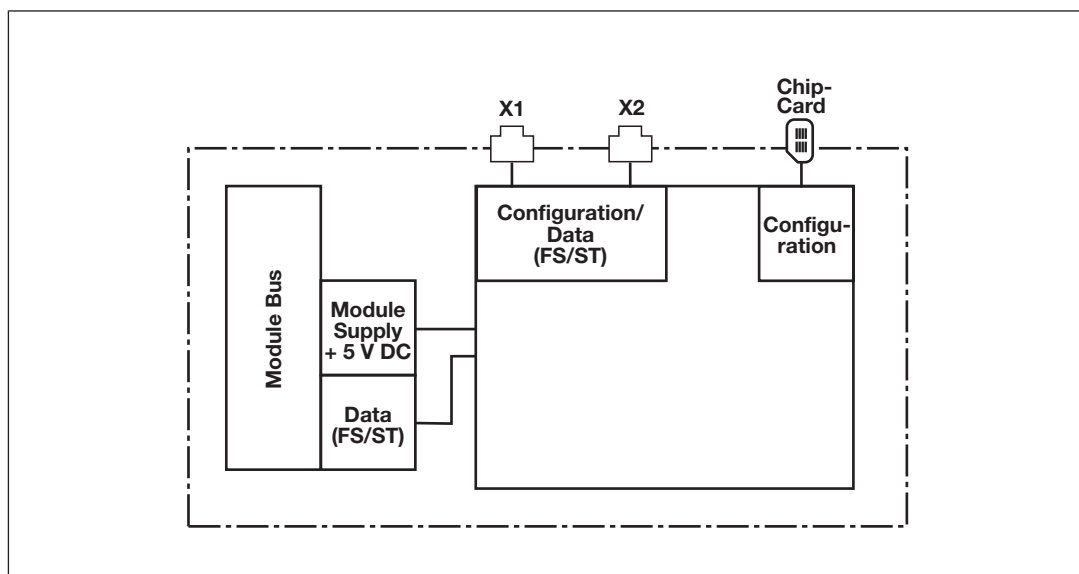 Chip-
Card
X1
X2
Configuration/
Data
(FS/ST)
Configu-
ration
Module Bus
Module
Supply
+ 5 V DC
Data
(FS/ST)